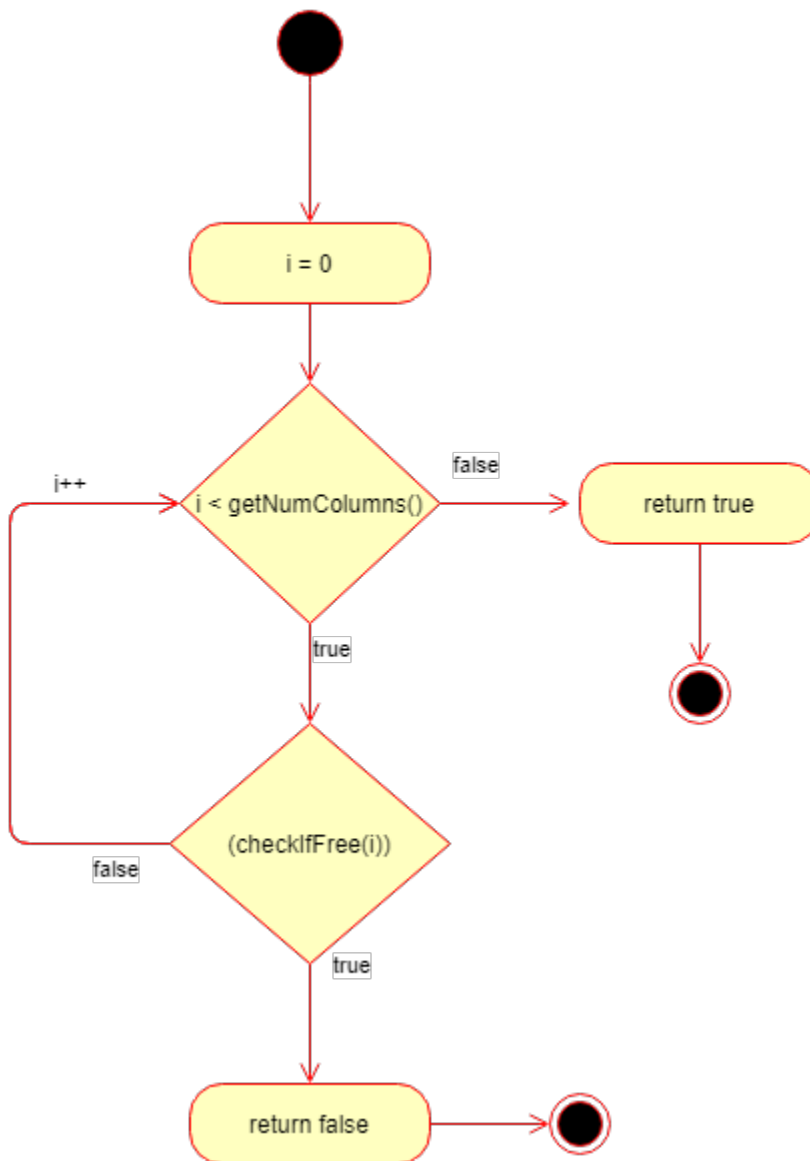 i = 0
i++
i < getNumColumns()
false
return true
true
(checkIfFree(i))
false
true
return false